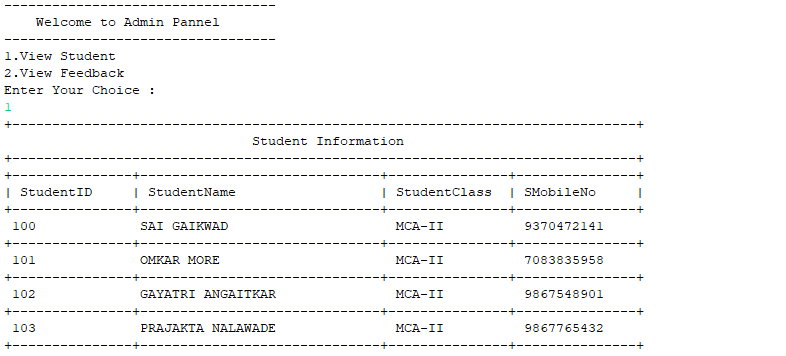 ----------------------------------
Welcome to Admin Pannel
----------------------------------
1.View Student
2.View Feedback
Enter Your Choice :
1
+------------------------------------------------------------------------------+
Student Information
+------------------------------------------------------------------------------+
+---------------+------------------------------+---------------+---------------+
| StudentID | StudentName | StudentClass | SMobileNo |
+---------------+------------------------------+---------------+---------------+
100 SAI GAIKWAD MCA-II 9370472141
+---------------+------------------------------+---------------+---------------+
101 OMKAR MORE MCA-II 7083835958
+---------------+------------------------------+---------------+---------------+
102 GAYATRI ANGAITKAR MCA-II 9867548901
+---------------+------------------------------+---------------+---------------+
103 PRAJAKTA NALAWADE MCA-II 9867765432
+---------------+------------------------------+---------------+---------------+